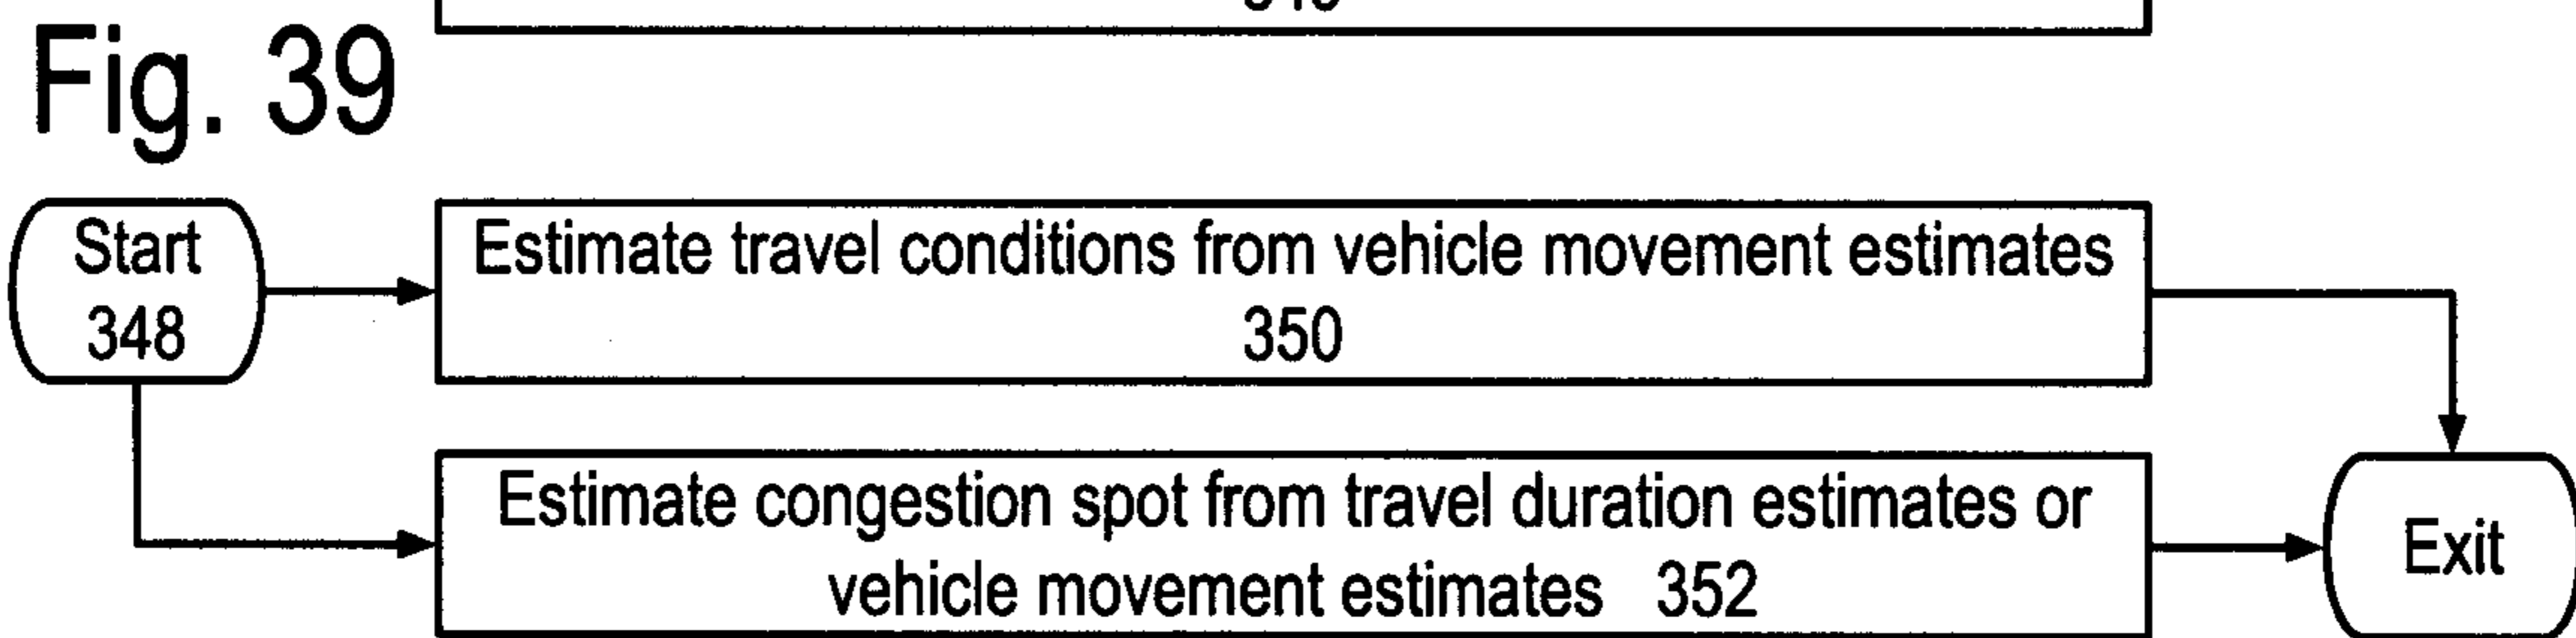 Fig. 39
Start
348
Estimate travel conditions from vehicle movement estimates
350
Estimate congestion spot from travel duration estimates or
vehicle movement estimates 352
Exit